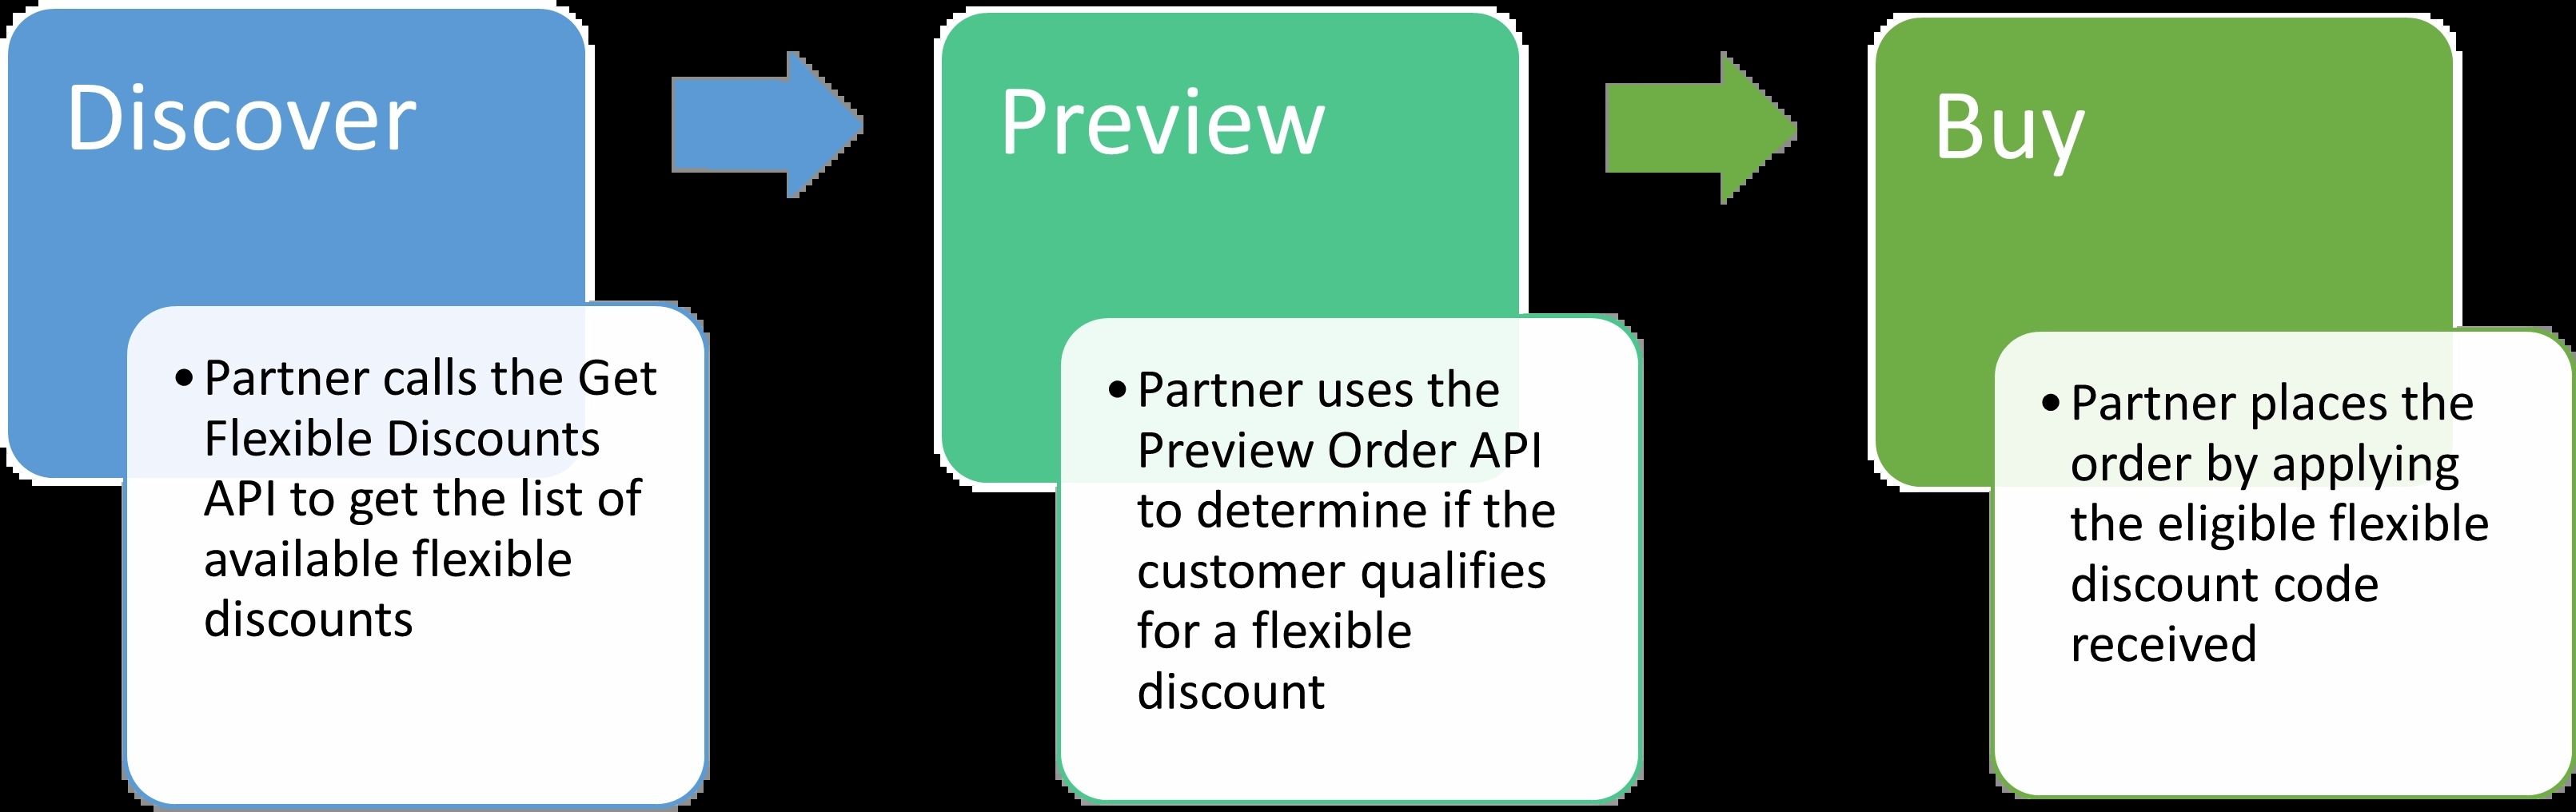 Discover
• Partner calls the Get
Flexible Discounts
API to get the list of
available flexible
discounts
Preview
• Partner uses the
Preview Order API
to determine if the
customer qualifies
for a flexible
discount
Buy
• Partner places the
order by applying
the eligible flexible
discount code
received